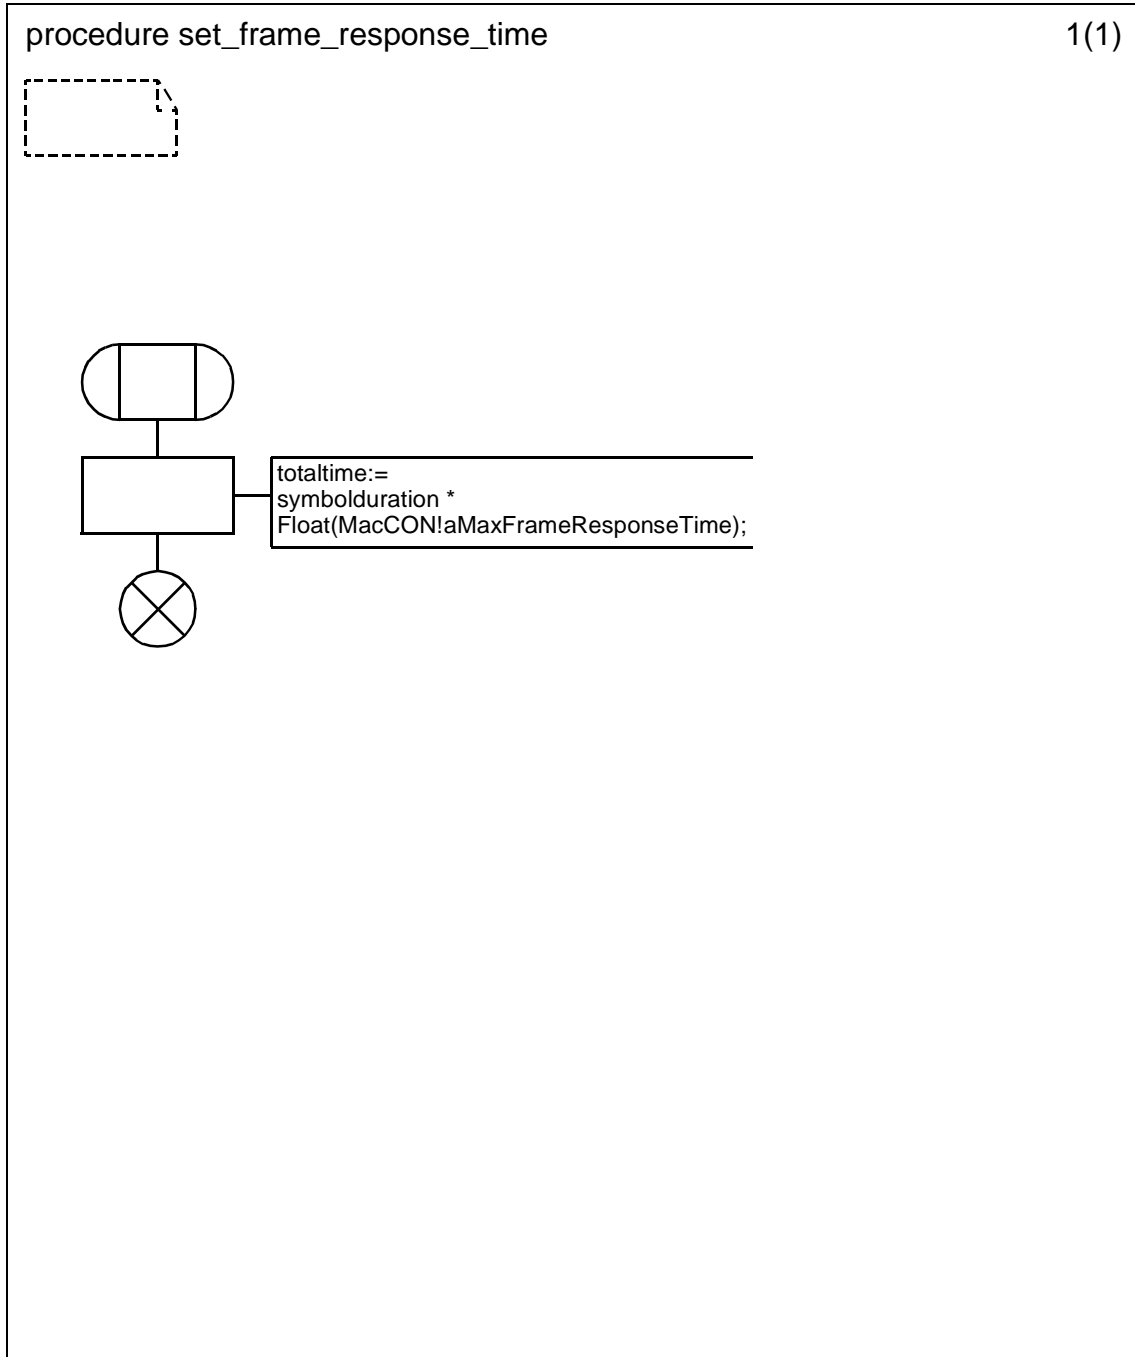 procedure set_frame_response_time 1(1)
totaltime:=
symbolduration *
Float(MacCON!aMaxFrameResponseTime);